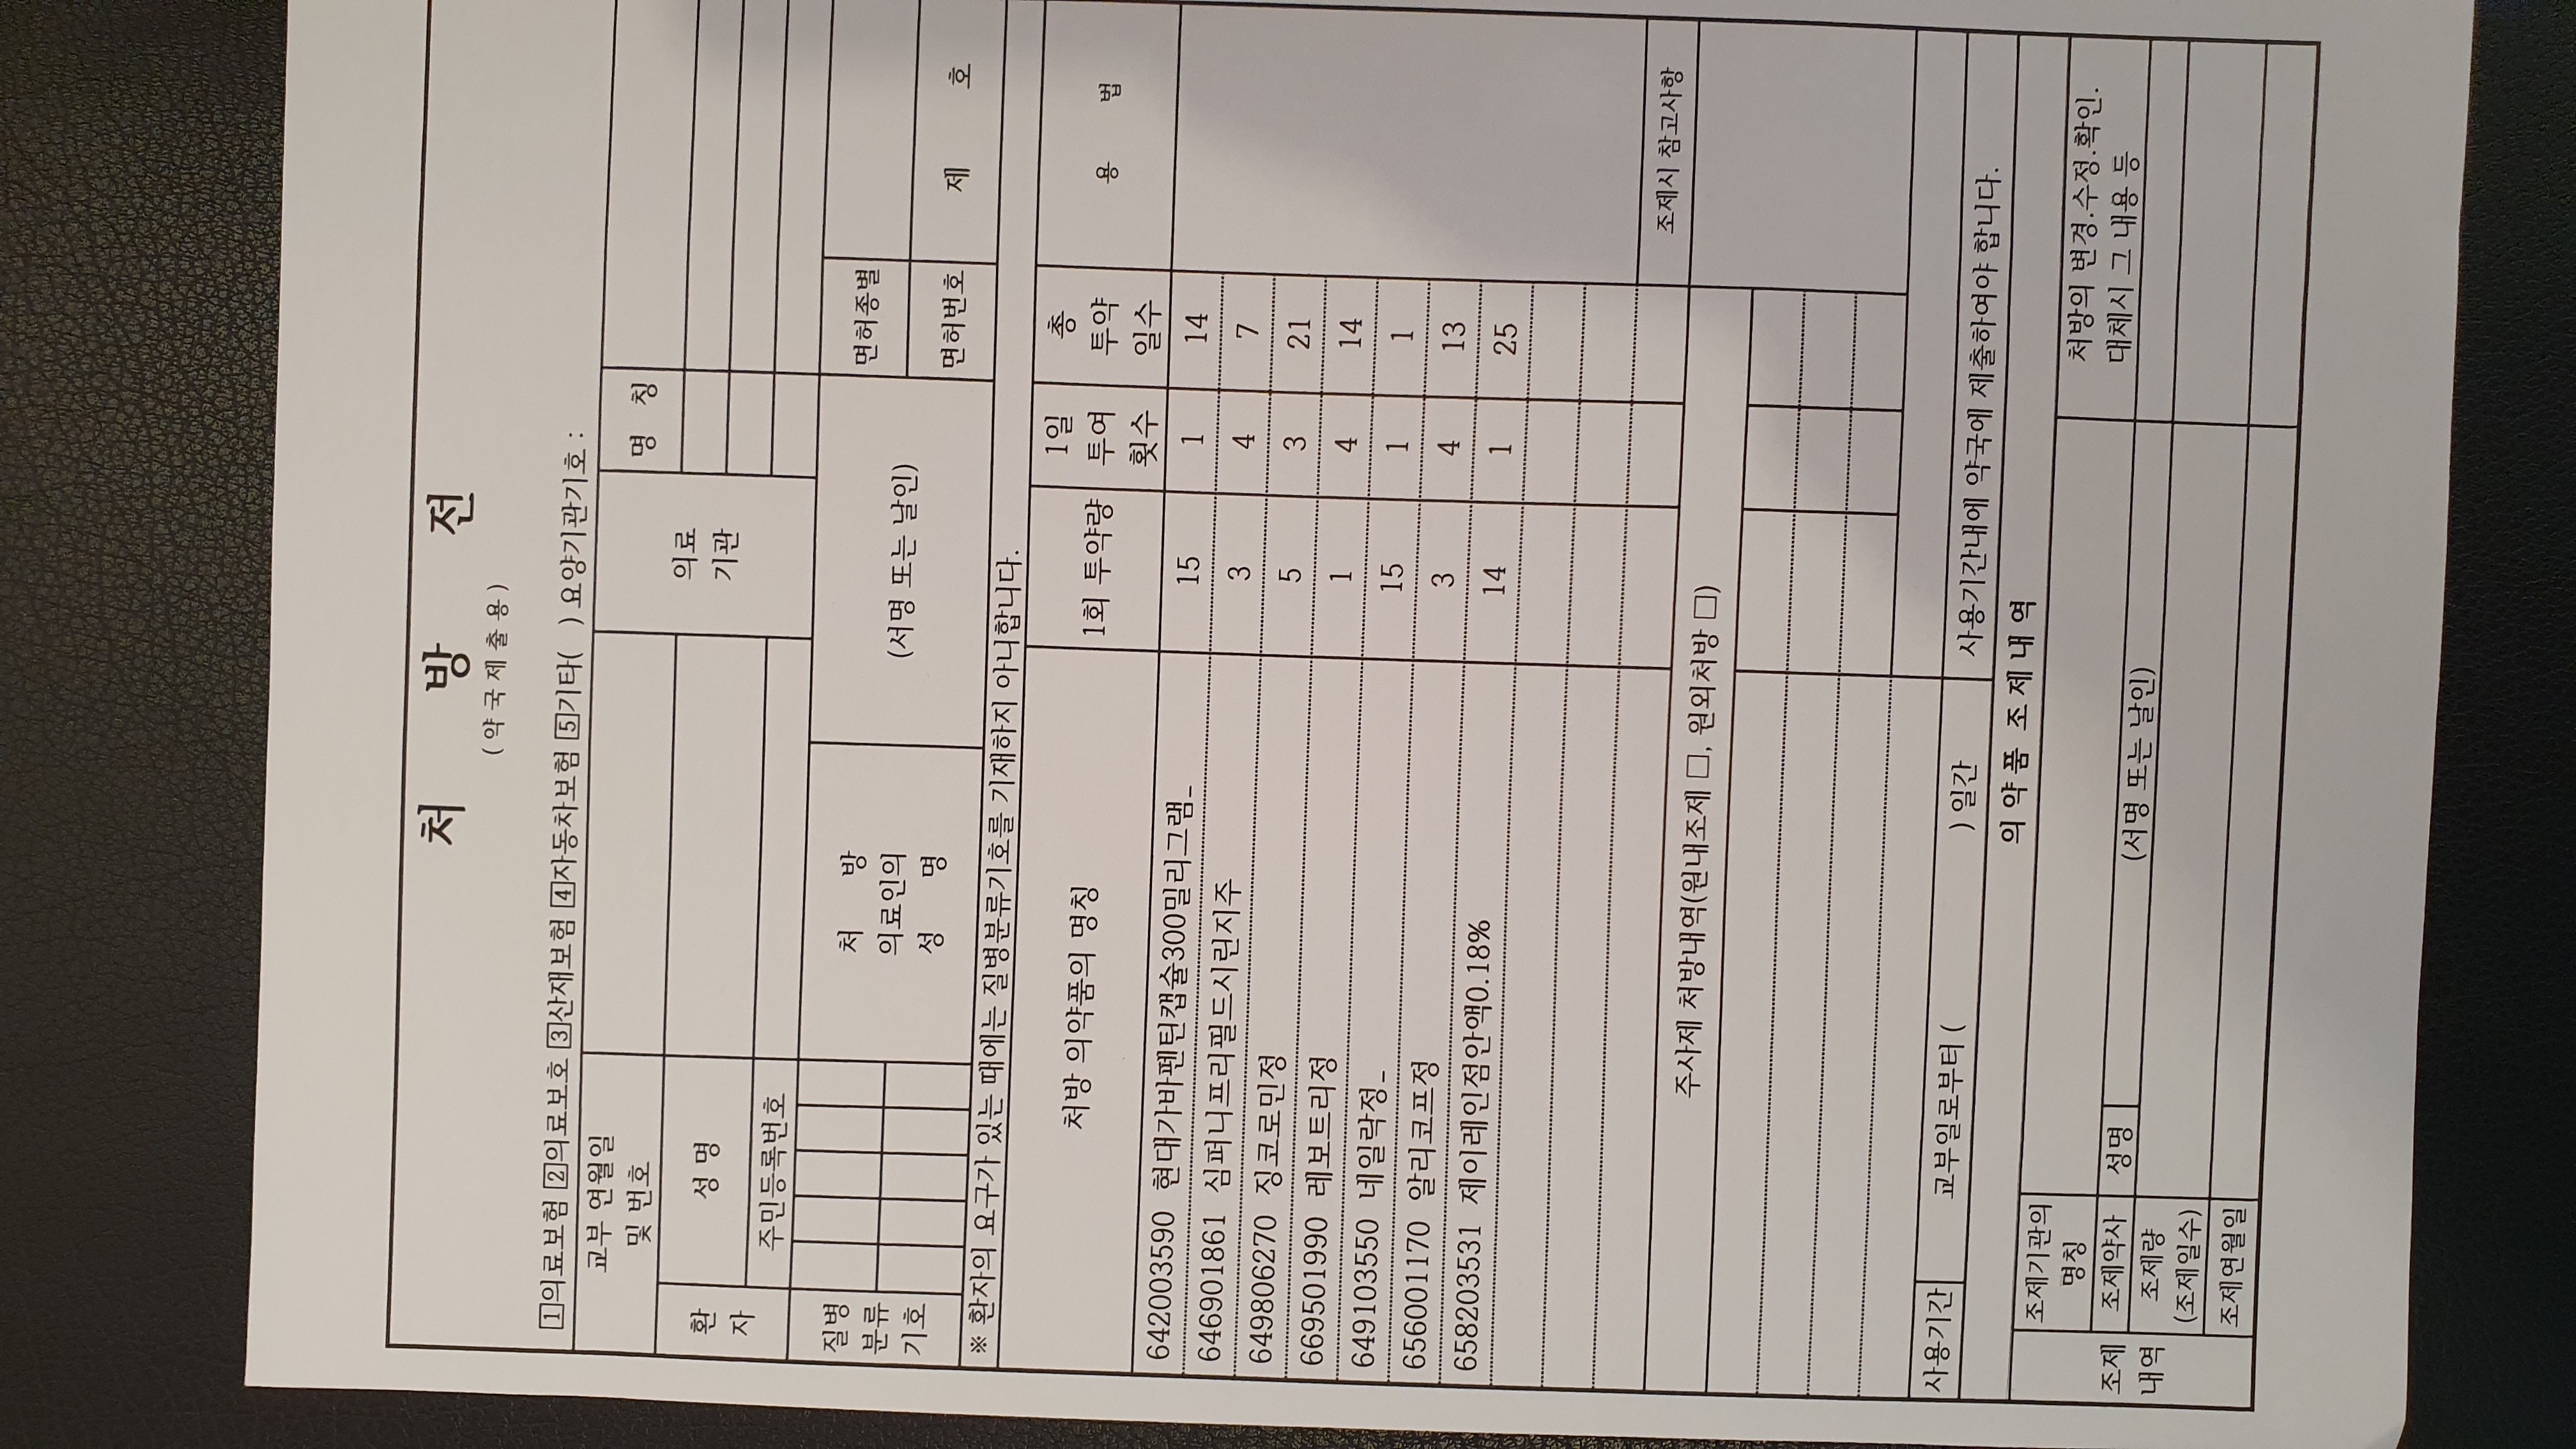 처 방 전
(약국제출용)
1의료보험 2의료보호 3산재보험 4자동차보험 5기타( ) 요양기관기호 :
교부 연월일
및 번호
의료
기관
명 칭
환
자
성 명
주민등록번호
질병
분류
기호
처 방
의료인의
성 명
(서명 또는 날인)
면허종별
면허번호
제 호
※ 환자의 요구가 있는 때에는 질병분류기호를 기재하지 아니합니다.
처방 의약품의 명칭
1회 투약량
1일
투여
횟수
총
투약
일수
용 법
642003590 현대가바펜틴캡슐300밀리그램_ 15 1 14
646901861 심퍼니프리필드시린지주 3 4 7
649806270 징코로민정 5 3 21
669501990 레보트리정 1 4 14
649103550 네일락정_ 15 1 1
656001170 알리코프정 3 4 13
658203531 제이레인점안액0.18% 14 1 25
조제시 참고사항
주사제 처방내역(원내조제 □, 원외처방 □)
사용기간 교부일로부터 ( ) 일간 사용기간내에 약국에 제출하여야 합니다.
의 약 품 조 제 내 역
조제
내역
조제기관의
명칭
처방의 변경.수정.확인.
대체시 그 내용 등
조제약사 성명 (서명 또는 날인)
조제량
(조제일수)
조제연월일